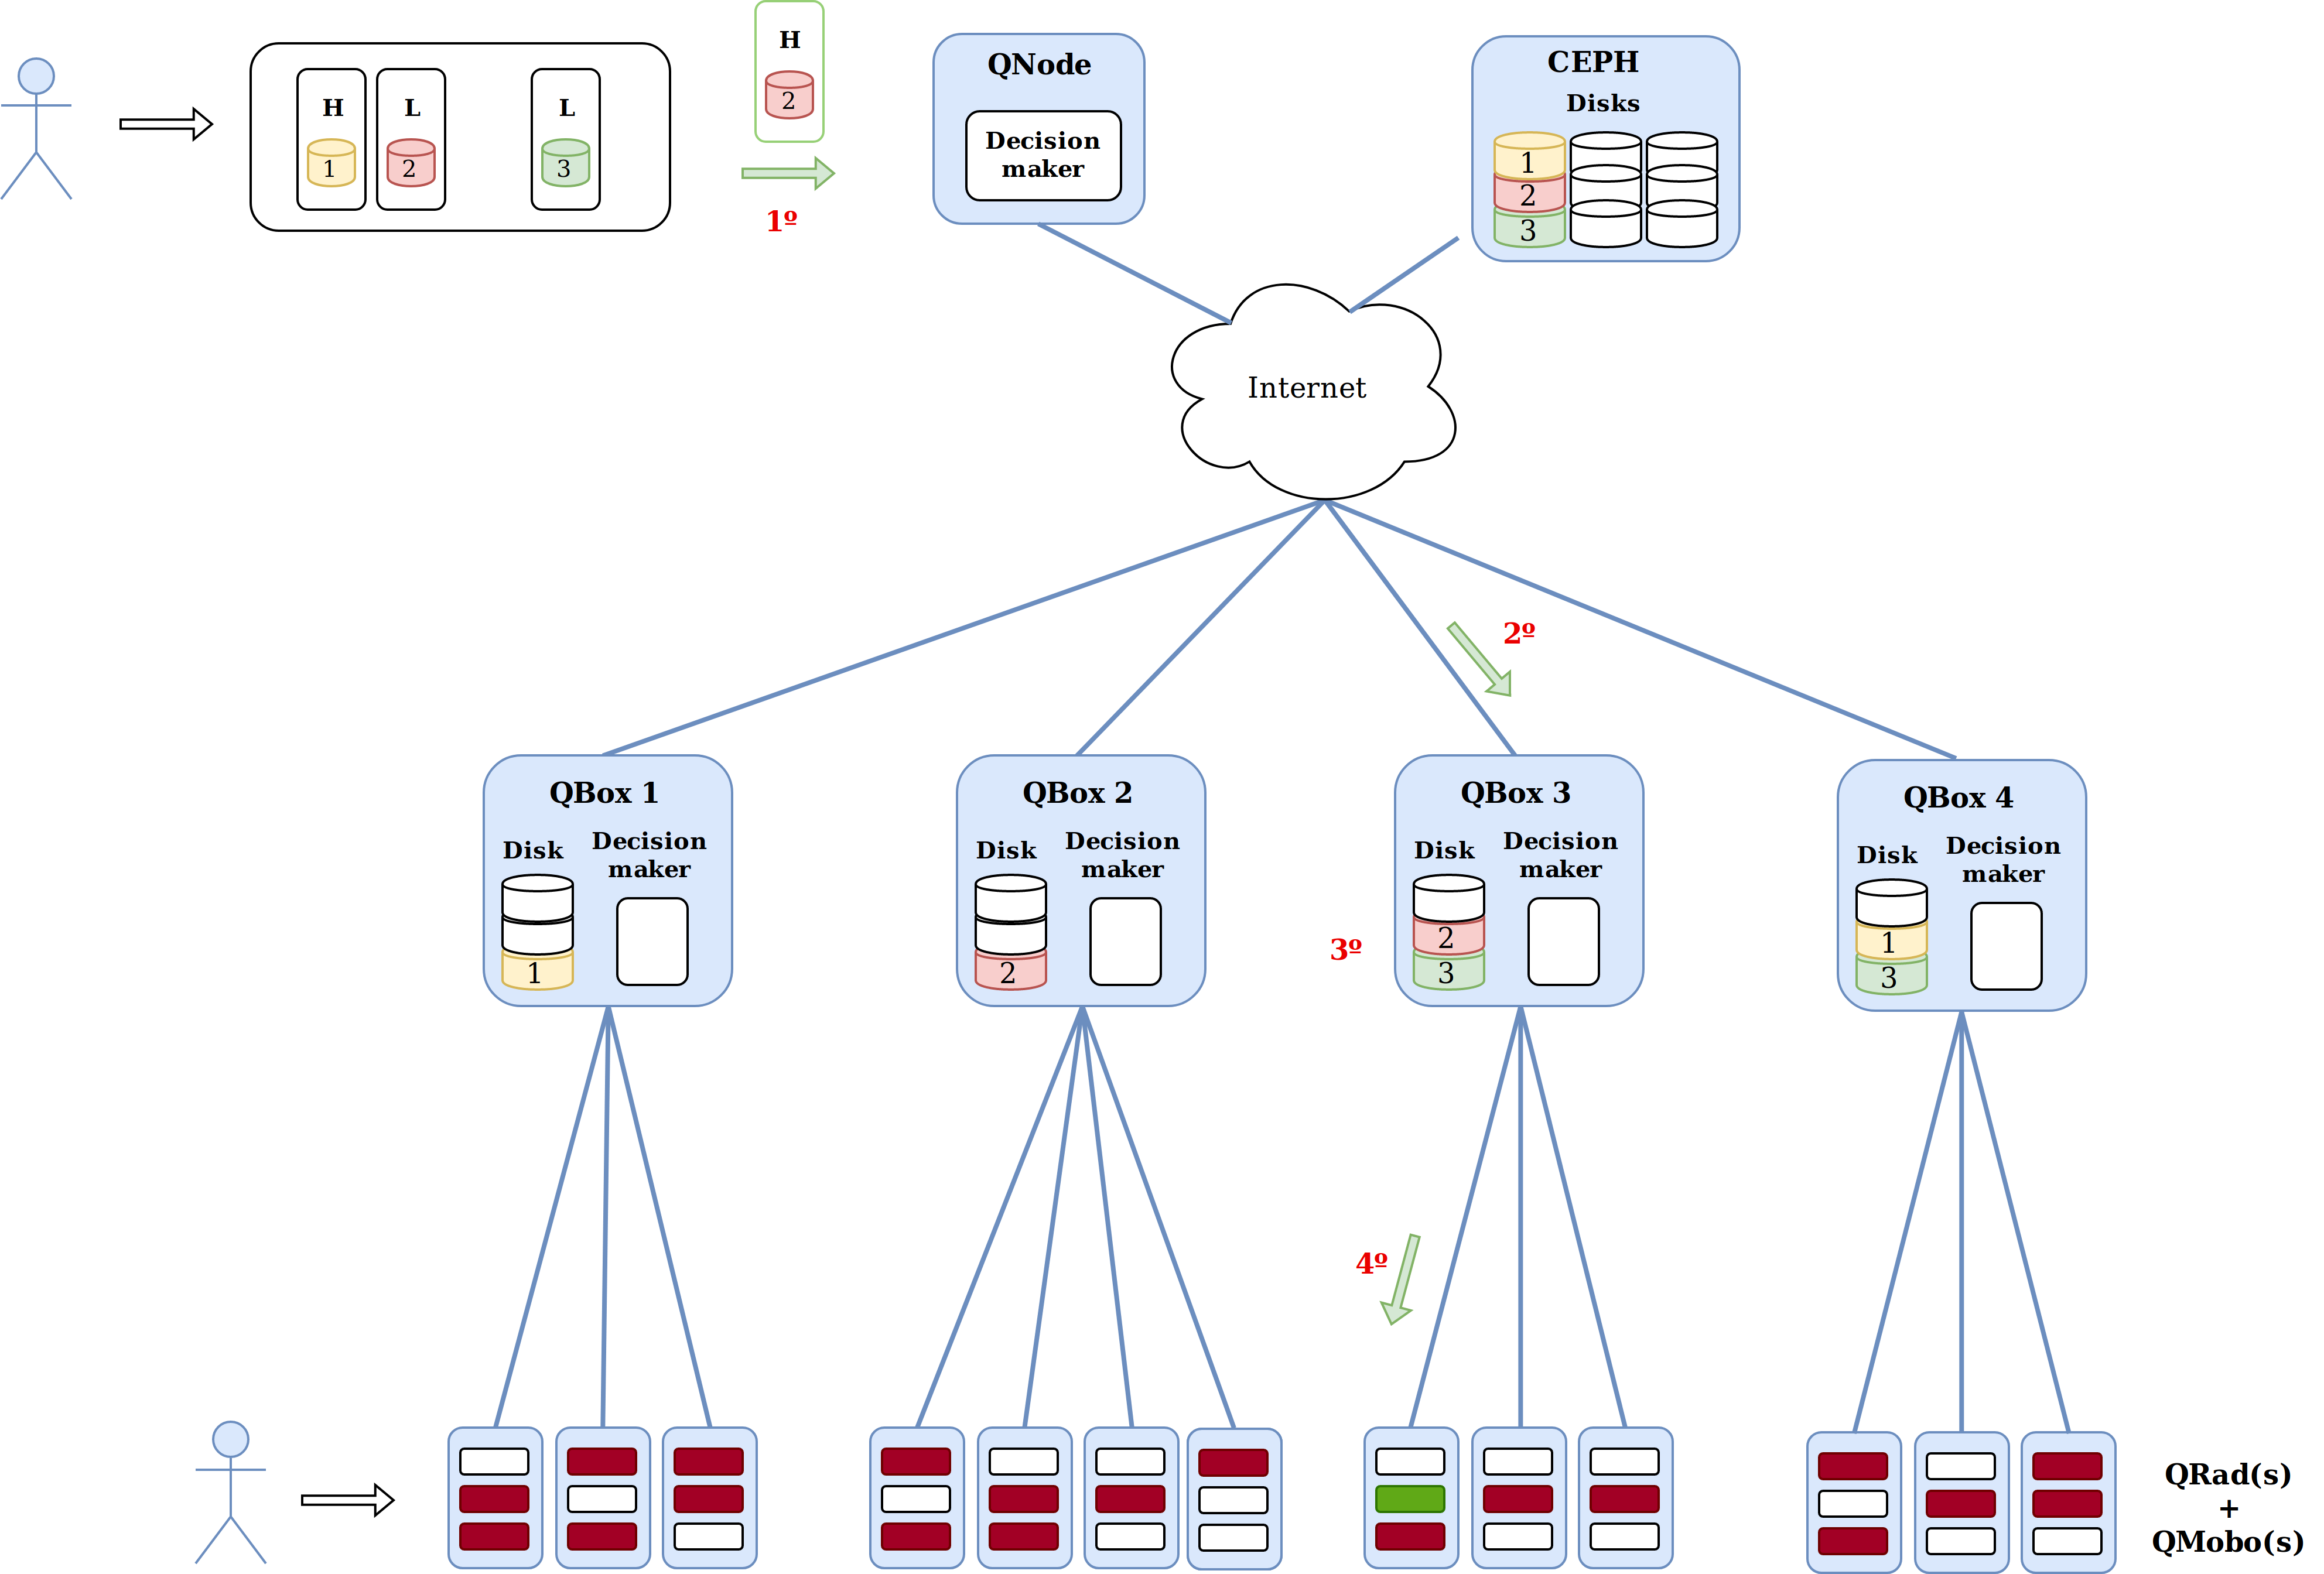 H
2
1º
H
1
L
2
L
3
QNode
Decision
maker
CEPH
Disks
1
2
3
Internet
2º
QBox 1
Disk
Decision
maker
1
QBox 2
Disk
Decision
maker
2
3º
QBox 3
Disk
Decision
maker
2
3
QBox 4
Disk
Decision
maker
1
3
4º
QRad(s)
+
QMobo(s)